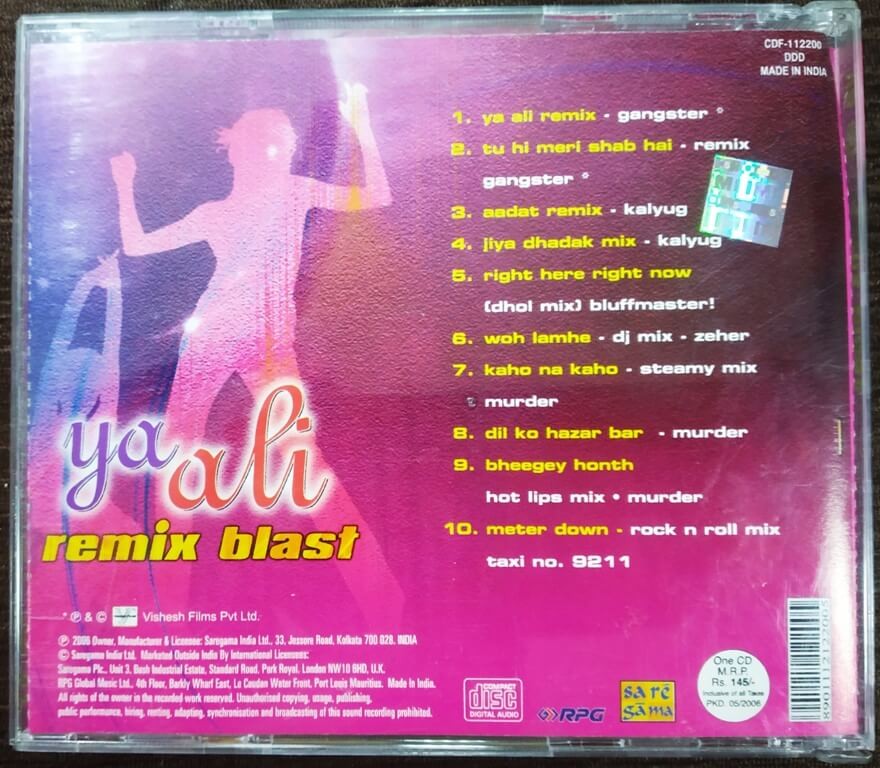 CDF-112200
DDD
MADE IN INDIA
1. ya ali remix - gangster *
2. tu hi meri shab hai - remix
gangster *
3. aadat remix - kalyug
4. jiya dhadak mix - kalyug
5. right here right now
(dhol mix) bluffmaster!
6. woh lamhe - dj mix - zeher
7. kaho na kaho - steamy mix
murder
8. dil ko hazar bar - murder
9. bheegey honth
hot lips mix • murder
10. meter down - rock n roll mix
taxi no. 9211
ya ali
remix blast
* ℗ & © Vishesh Films Pvt Ltd.
℗ 2006 Owner, Manufacturer & Licensee: Saregama India Ltd., 33, Jessore Road, Kolkata 700 028. INDIA
© Saregama India Ltd. Marketed Outside India By International Licensees:
Saregama Plc., Unit 3, Bush Industrial Estate, Standard Road, Park Royal, London NW10 6HD, U.K.
RPG Global Music Ltd., 4th Floor, Barkly Wharf East, Le Caudan Water Front, Port Louis Mauritius. Made In India.
All rights of the owner in the recorded work reserved. Unauthorised copying, usage, publishing,
public performance, hiring, renting, adapting, synchronisation and broadcasting of this sound recording prohibited.
COMPACT
disc
DIGITAL AUDIO
RPG
sa rē
gā ma
One CD
M.R.P.
Rs. 145/-
Inclusive of all Taxes
PKD. 05/2006
8901112122005